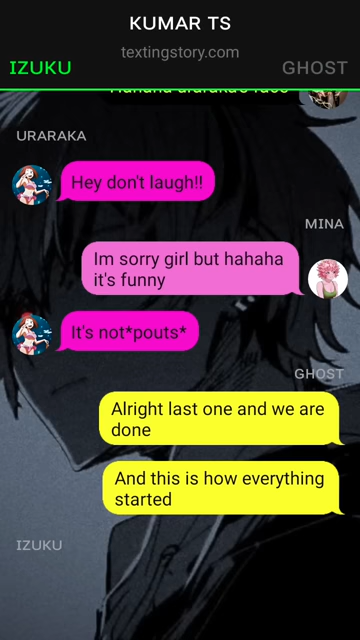 KUMAR TS
textingstory.com
IZUKU
GHOST
URARAKA
Hey don't laugh!!
MINA
Im sorry girl but hahaha
it's funny
It's not*pouts*
GHOST
Alright last one and we are
done
And this is how everything
started
IZUKU